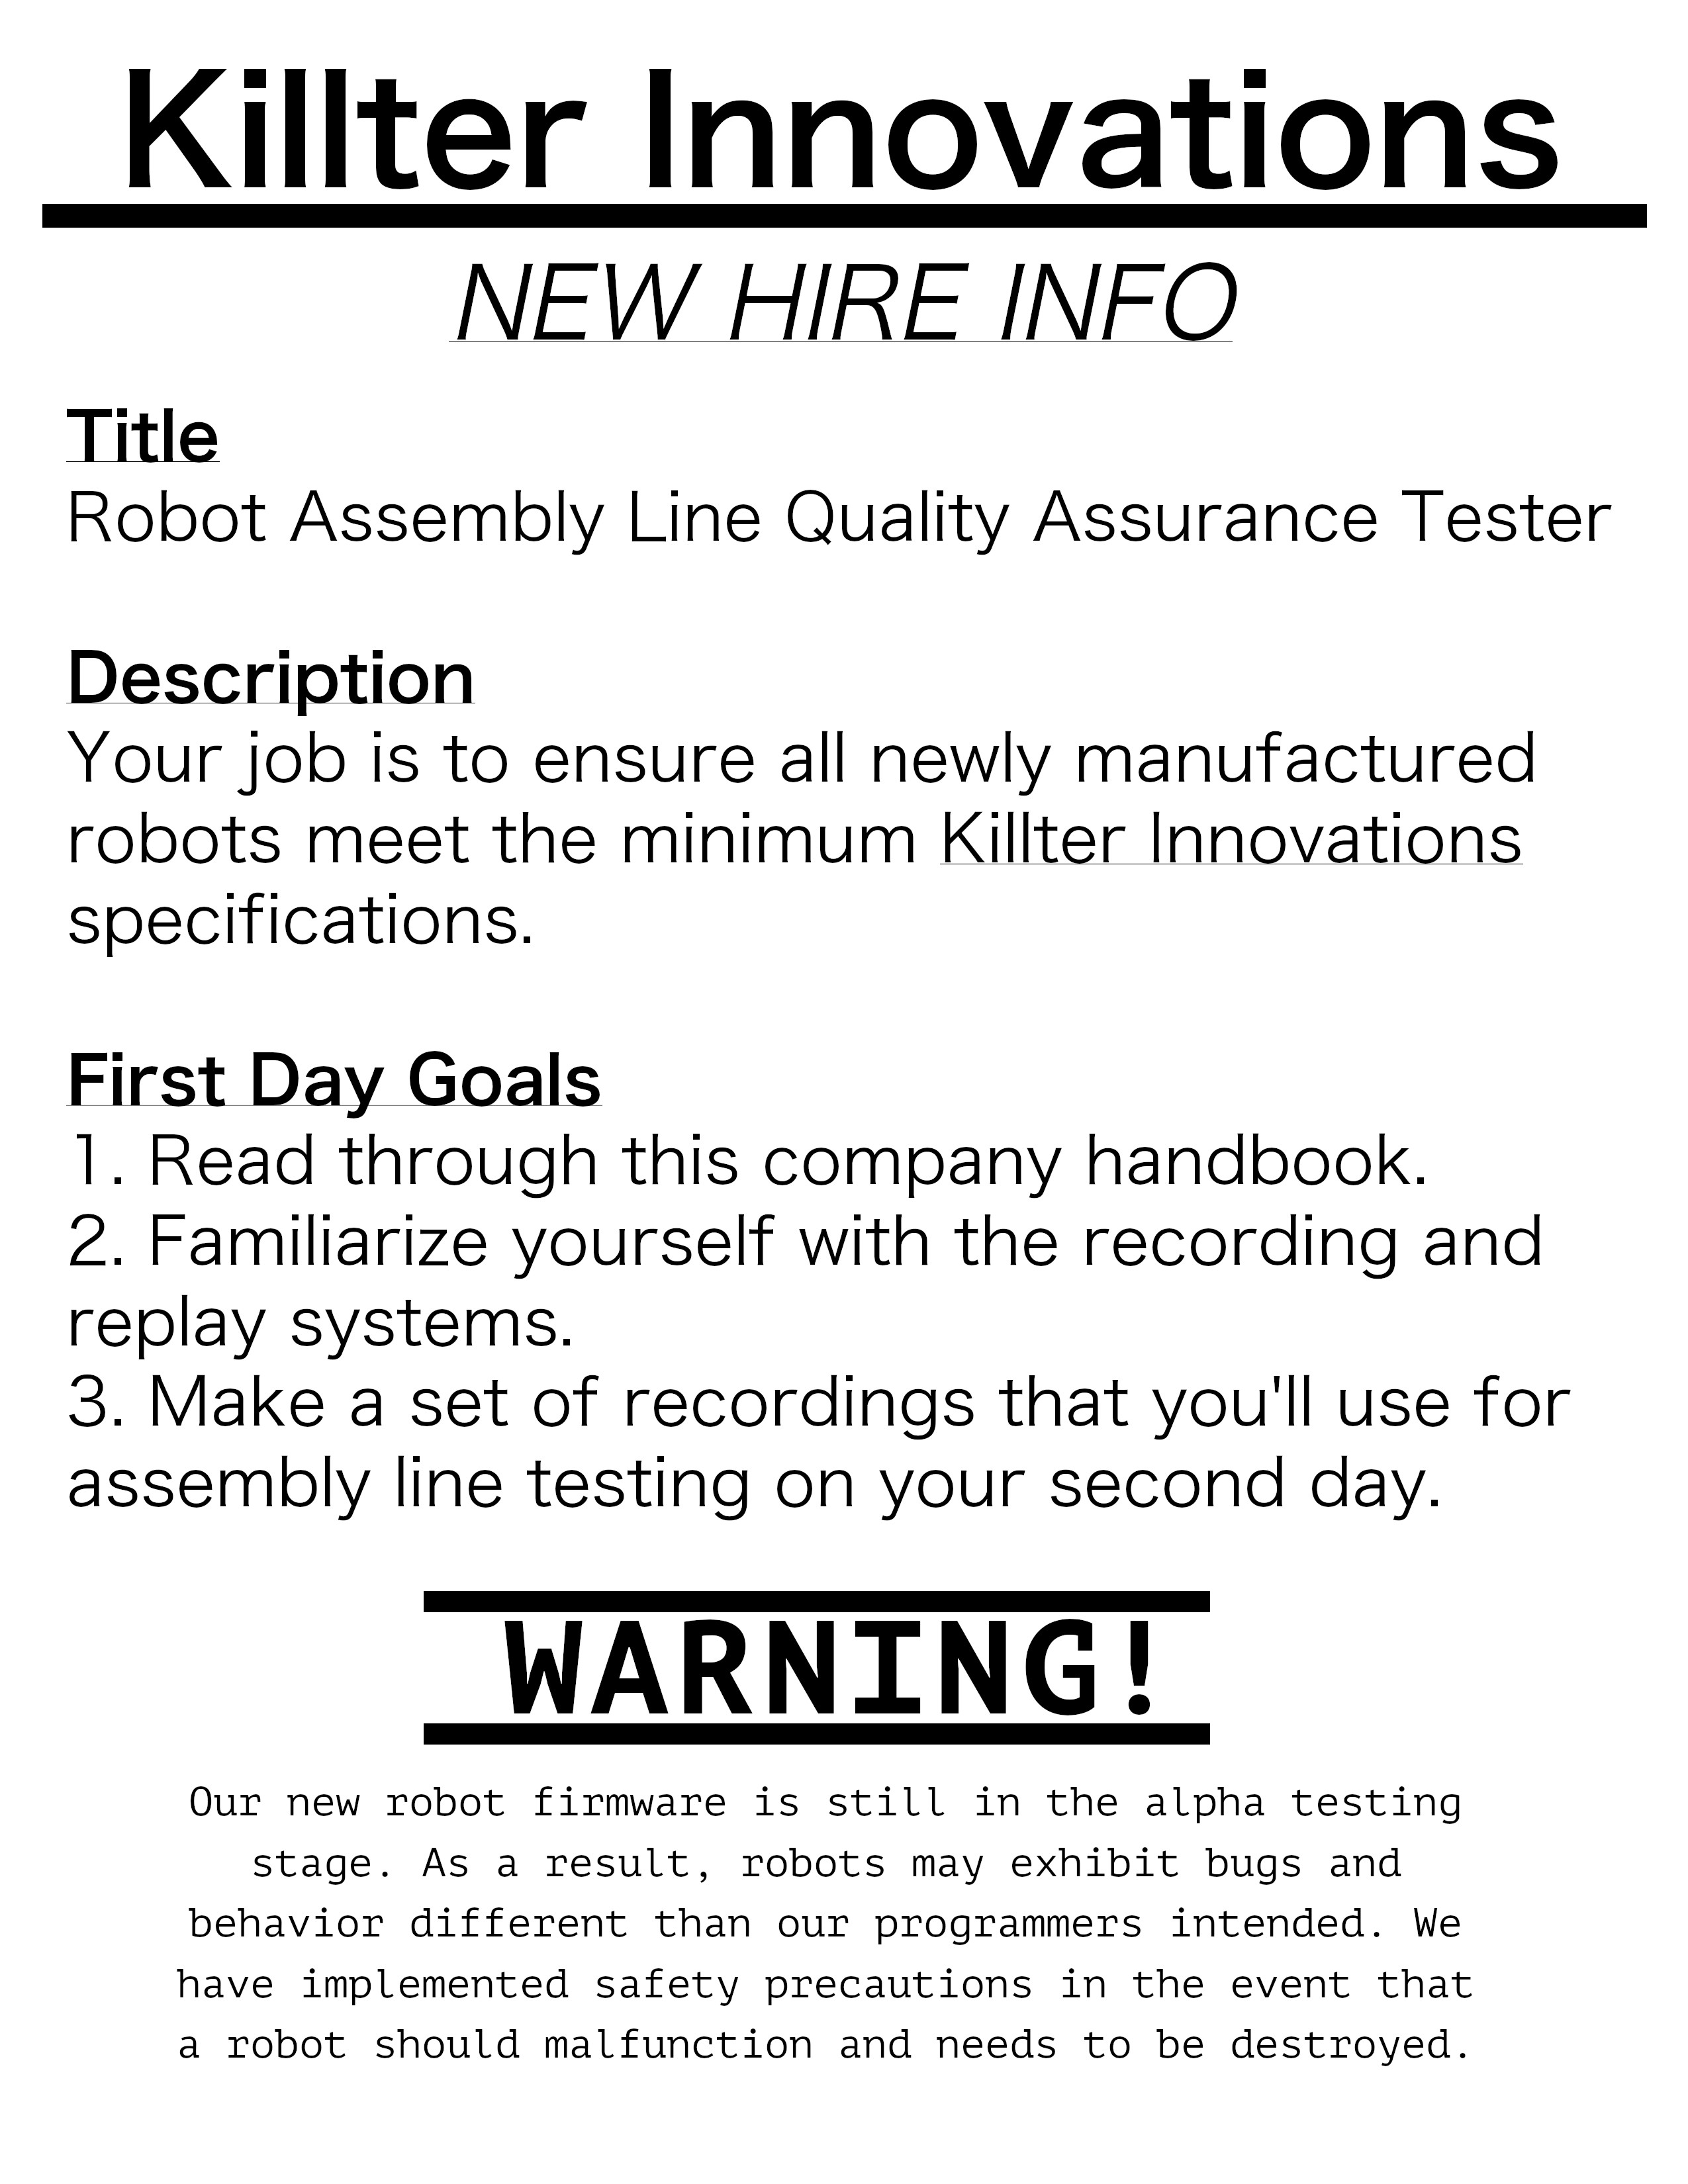 Killter Innovations
NEW HIRE INFO
Title
Robot Assembly Line Quality Assurance Tester
Description
Your job is to ensure all newly manufactured
robots meet the minimum Killter Innovations
specifications.
First Day Goals
1. Read through this company handbook.
2. Familiarize yourself with the recording and
replay systems.
3. Make a set of recordings that you'll use for
assembly line testing on your second day.
WARNING!
Our new robot firmware is still in the alpha testing
stage. As a result, robots may exhibit bugs and
behavior different than our programmers intended. We
have implemented safety precautions in the event that
a robot should malfunction and needs to be destroyed.